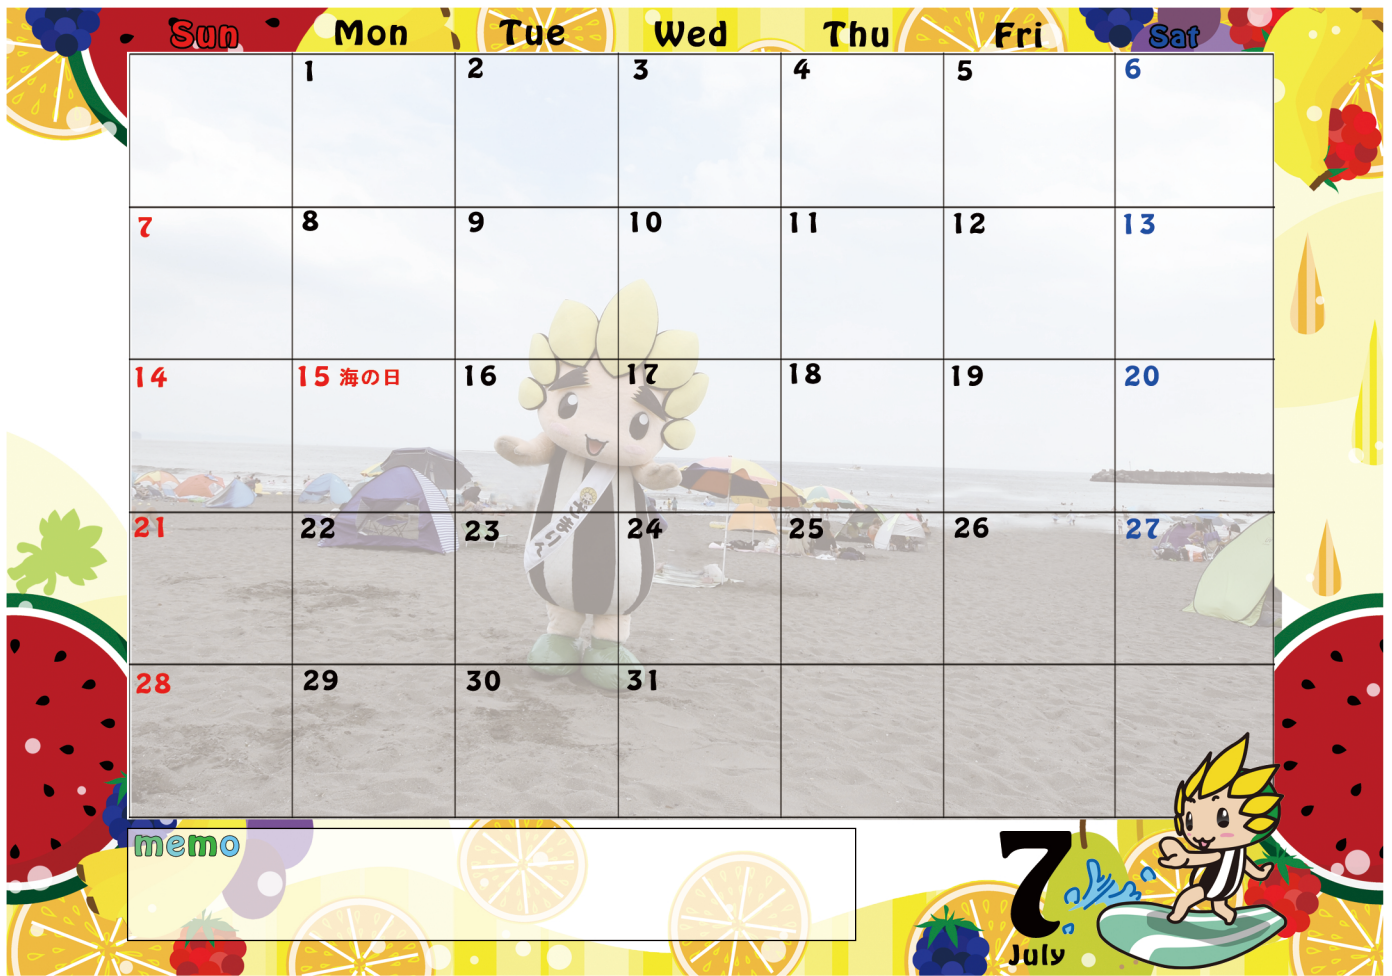 Sun Mon Tue Wed Thu Fri Sat
1 2 3 4 5 6
7 8 9 10 11 12 13
14 15 海の日 16 17 18 19 20
21 22 23 24 25 26 27
28 29 30 31
memo
7
July